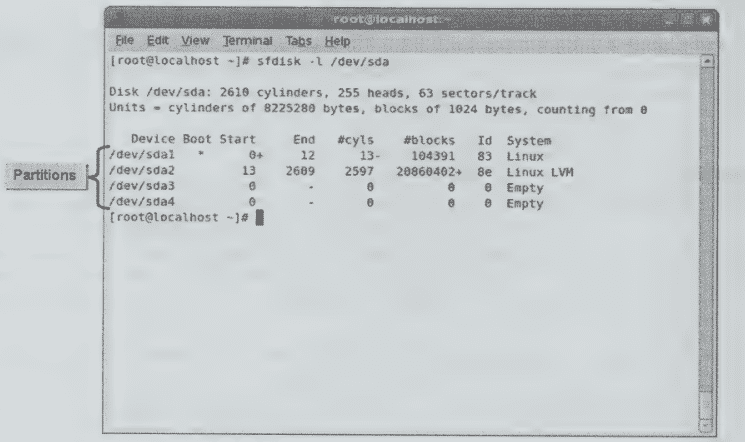 root@localhost:~
File Edit View Terminal Tabs Help
[root@localhost ~]# sfdisk -l /dev/sda
Disk /dev/sda: 2610 cylinders, 255 heads, 63 sectors/track
Units = cylinders of 8225280 bytes, blocks of 1024 bytes, counting from 0
Device Boot Start End #cyls #blocks Id System
/dev/sda1 * 0+ 12 13- 104391 83 Linux
/dev/sda2 13 2609 2597 20860402+ 8e Linux LVM
/dev/sda3 0 - 0 0 0 Empty
/dev/sda4 0 - 0 0 0 Empty
[root@localhost ~]#
Partitions